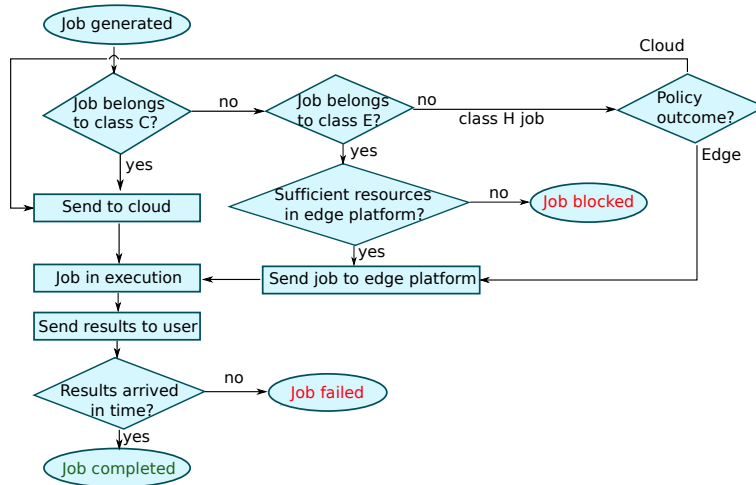 Job generated
Cloud
Job belongs
to class C?
no
Job belongs
to class E?
no
class H job
Policy
outcome?
yes
yes
Edge
Send to cloud
Sufficient resources
in edge platform?
no
Job blocked
yes
Job in execution
Send job to edge platform
Send results to user
Results arrived
in time?
no
Job failed
yes
Job completed